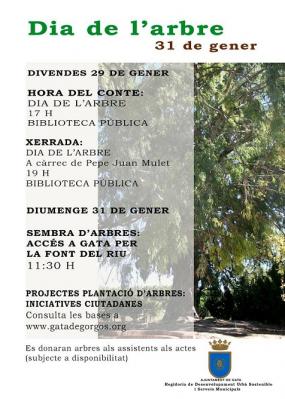 Dia de l'arbre
31 de gener
DIVENDES 29 DE GENER
HORA DEL CONTE:
DIA DE L'ARBRE
17 H
BIBLIOTECA PÚBLICA
XERRADA:
DIA DE L'ARBRE
A càrrec de Pepe Juan Mulet
19 H
BIBLIOTECA PÚBLICA
DIUMENGE 31 DE GENER
SEMBRA D'ARBRES:
ACCÉS A GATA PER
LA FONT DEL RIU
11:30 H
PROJECTES PLANTACIÓ D'ARBRES:
INICIATIVES CIUTADANES
Consulta les bases a
www.gatadegorgos.org
Es donaran arbres als assistents als actes
(subjecte a disponibilitat)
AJUNTAMENT DE GATA
Regidoria de Desenvolupament Urbà Sostenible
i Serveis Municipals